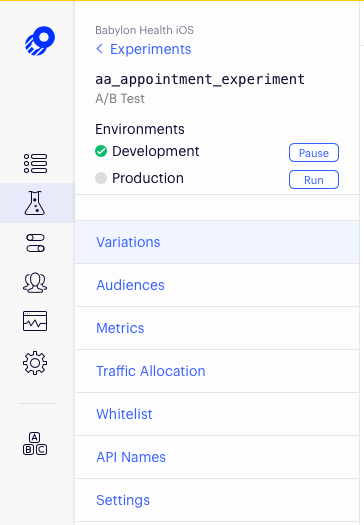 Babylon Health iOS
Experiments
aa_appointment_experiment
A/B Test
Environments
Development Pause
Production Run
Variations
Audiences
Metrics
Traffic Allocation
Whitelist
API Names
Settings
A
B C